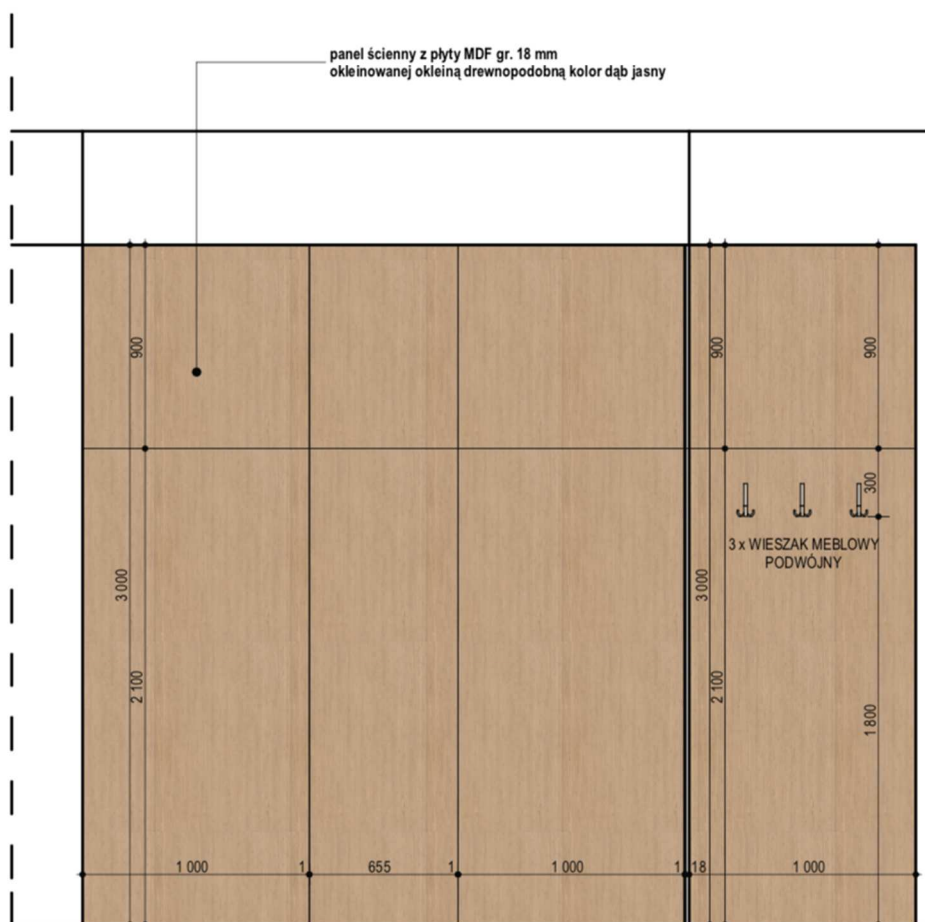 panel ścienny z płyty MDF gr. 18 mm
okleinowanej okleiną drewnopodobną kolor dąb jasny
900
900
900
300
3 x WIESZAK MEBLOWY
PODWÓJNY
3 000
3 000
2 100
2 100
1 800
1 000 1 655 1 1 000 1 18 1 000